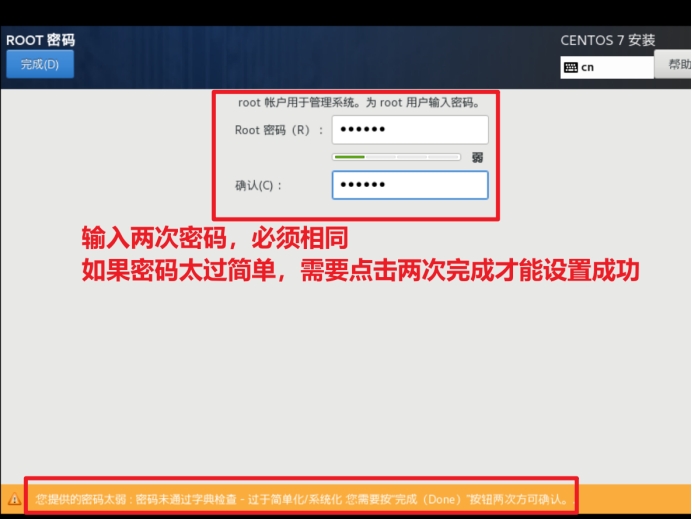 ROOT 密码
CENTOS 7 安装
完成(D)
cn
帮助
root 帐户用于管理系统。为 root 用户输入密码。
Root 密码（R）：
••••••
弱
确认(C)：
••••••
输入两次密码，必须相同
如果密码太过简单，需要点击两次完成才能设置成功
您提供的密码太弱 : 密码未通过字典检查 - 过于简单化/系统化 您需要按“完成（Done）”按钮两次方可确认。